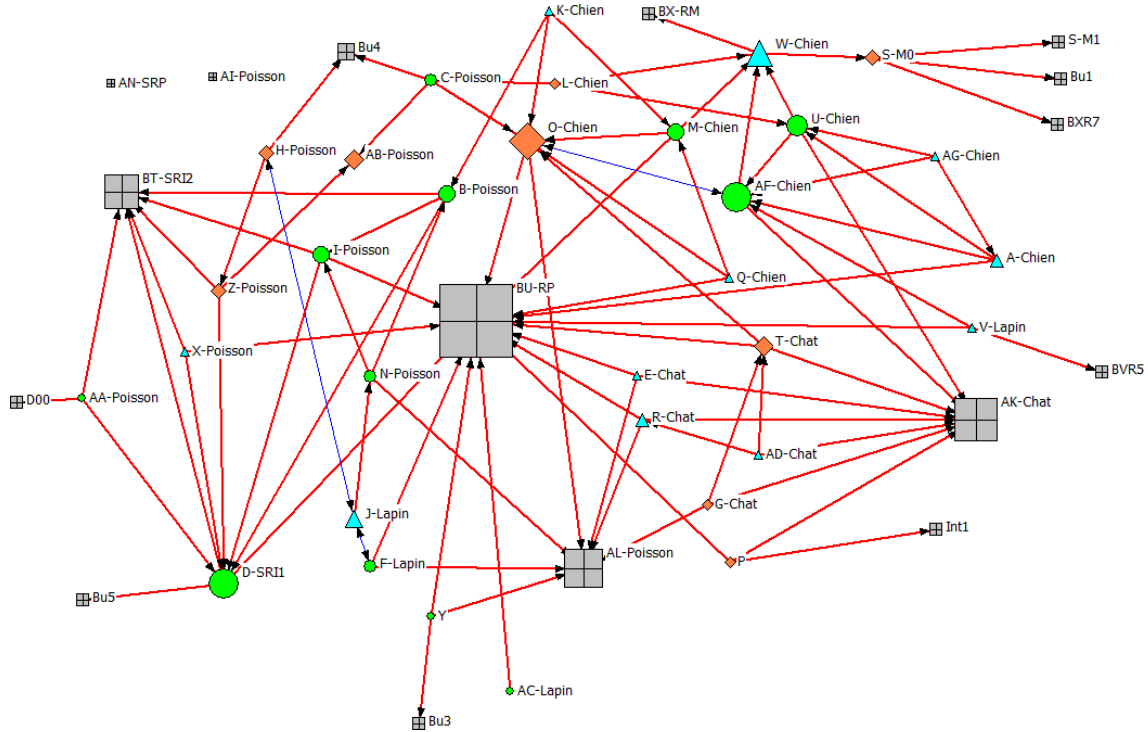 K-Chien
BX-RM
W-Chien
S-M0
S-M1
Bu4
AN-SRP
AI-Poisson
C-Poisson
L-Chien
Bu1
U-Chien
BXR7
O-Chien
M-Chien
H-Poisson
AB-Poisson
AG-Chien
BT-SRI2
B-Poisson
AF-Chien
I-Poisson
A-Chien
BU-RP
Q-Chien
Z-Poisson
V-Lapin
X-Poisson
T-Chat
N-Poisson
E-Chat
BVR5
D00
AA-Poisson
AK-Chat
R-Chat
AD-Chat
G-Chat
J-Lapin
Int1
AL-Poisson
P
F-Lapin
D-SRI1
Bu5
Y
AC-Lapin
Bu3